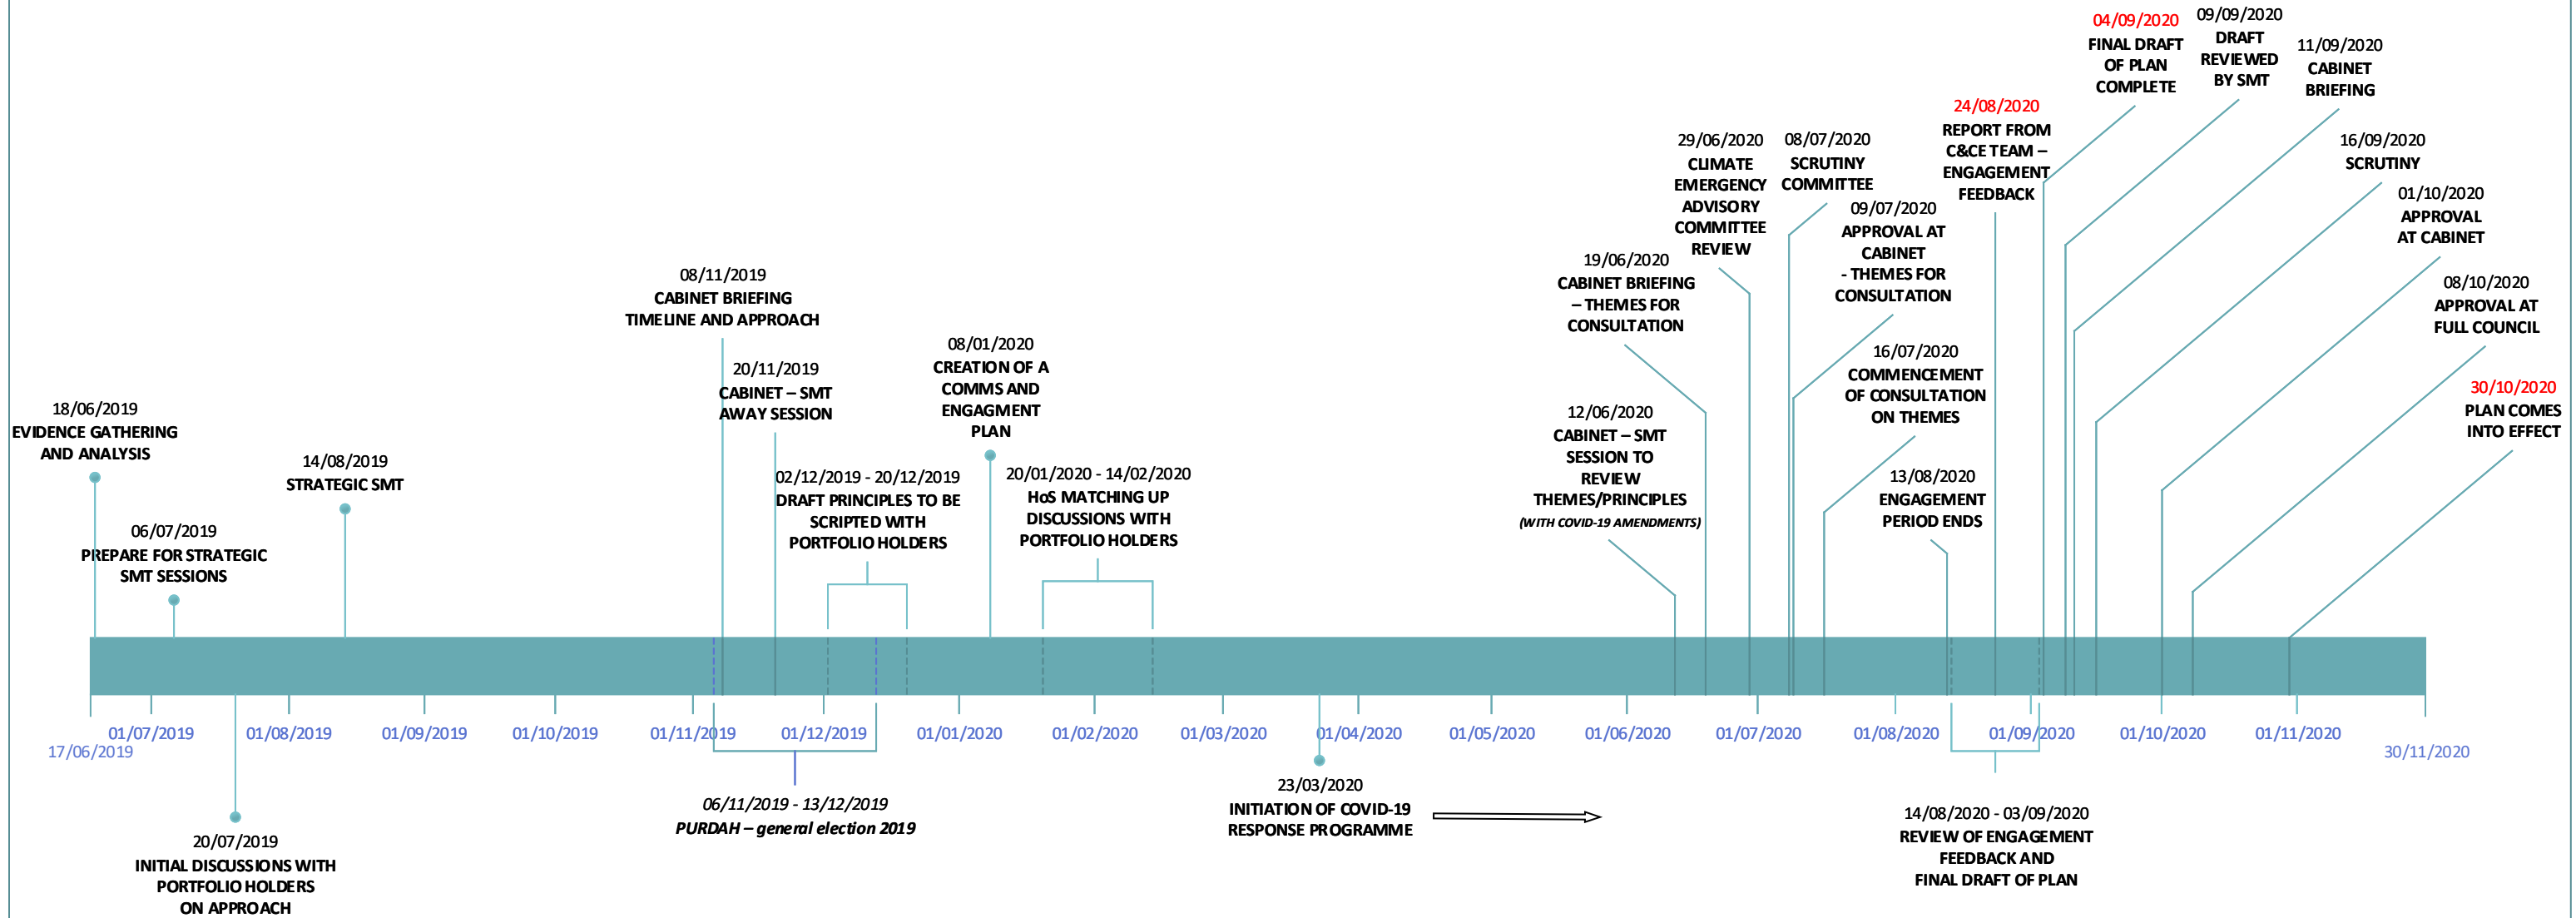 18/06/2019
EVIDENCE GATHERING
AND ANALYSIS
06/07/2019
PREPARE FOR STRATEGIC
SMT SESSIONS
14/08/2019
STRATEGIC SMT
08/11/2019
CABINET BRIEFING
TIMELINE AND APPROACH
20/11/2019
CABINET – SMT
AWAY SESSION
02/12/2019 - 20/12/2019
DRAFT PRINCIPLES TO BE
SCRIPTED WITH
PORTFOLIO HOLDERS
08/01/2020
CREATION OF A
COMMS AND
ENGAGMENT
PLAN
20/01/2020 - 14/02/2020
HoS MATCHING UP
DISCUSSIONS WITH
PORTFOLIO HOLDERS
12/06/2020
CABINET – SMT
SESSION TO
REVIEW
THEMES/PRINCIPLES
(WITH COVID-19 AMENDMENTS)
19/06/2020
CABINET BRIEFING
– THEMES FOR
CONSULTATION
29/06/2020
CLIMATE
EMERGENCY
ADVISORY
COMMITTEE
REVIEW
08/07/2020
SCRUTINY
COMMITTEE
09/07/2020
APPROVAL AT
CABINET
- THEMES FOR
CONSULTATION
16/07/2020
COMMENCEMENT
OF CONSULTATION
ON THEMES
13/08/2020
ENGAGEMENT
PERIOD ENDS
24/08/2020
REPORT FROM
C&CE TEAM –
ENGAGEMENT
FEEDBACK
04/09/2020
FINAL DRAFT
OF PLAN
COMPLETE
09/09/2020
DRAFT
REVIEWED
BY SMT
11/09/2020
CABINET
BRIEFING
16/09/2020
SCRUTINY
01/10/2020
APPROVAL
AT CABINET
08/10/2020
APPROVAL AT
FULL COUNCIL
30/10/2020
PLAN COMES
INTO EFFECT
17/06/2019
01/07/2019
01/08/2019
01/09/2019
01/10/2019
01/11/2019
01/12/2019
01/01/2020
01/02/2020
01/03/2020
01/04/2020
01/05/2020
01/06/2020
01/07/2020
01/08/2020
01/09/2020
01/10/2020
01/11/2020
30/11/2020
20/07/2019
INITIAL DISCUSSIONS WITH
PORTFOLIO HOLDERS
ON APPROACH
06/11/2019 - 13/12/2019
PURDAH – general election 2019
23/03/2020
INITIATION OF COVID-19
RESPONSE PROGRAMME
14/08/2020 - 03/09/2020
REVIEW OF ENGAGEMENT
FEEDBACK AND
FINAL DRAFT OF PLAN